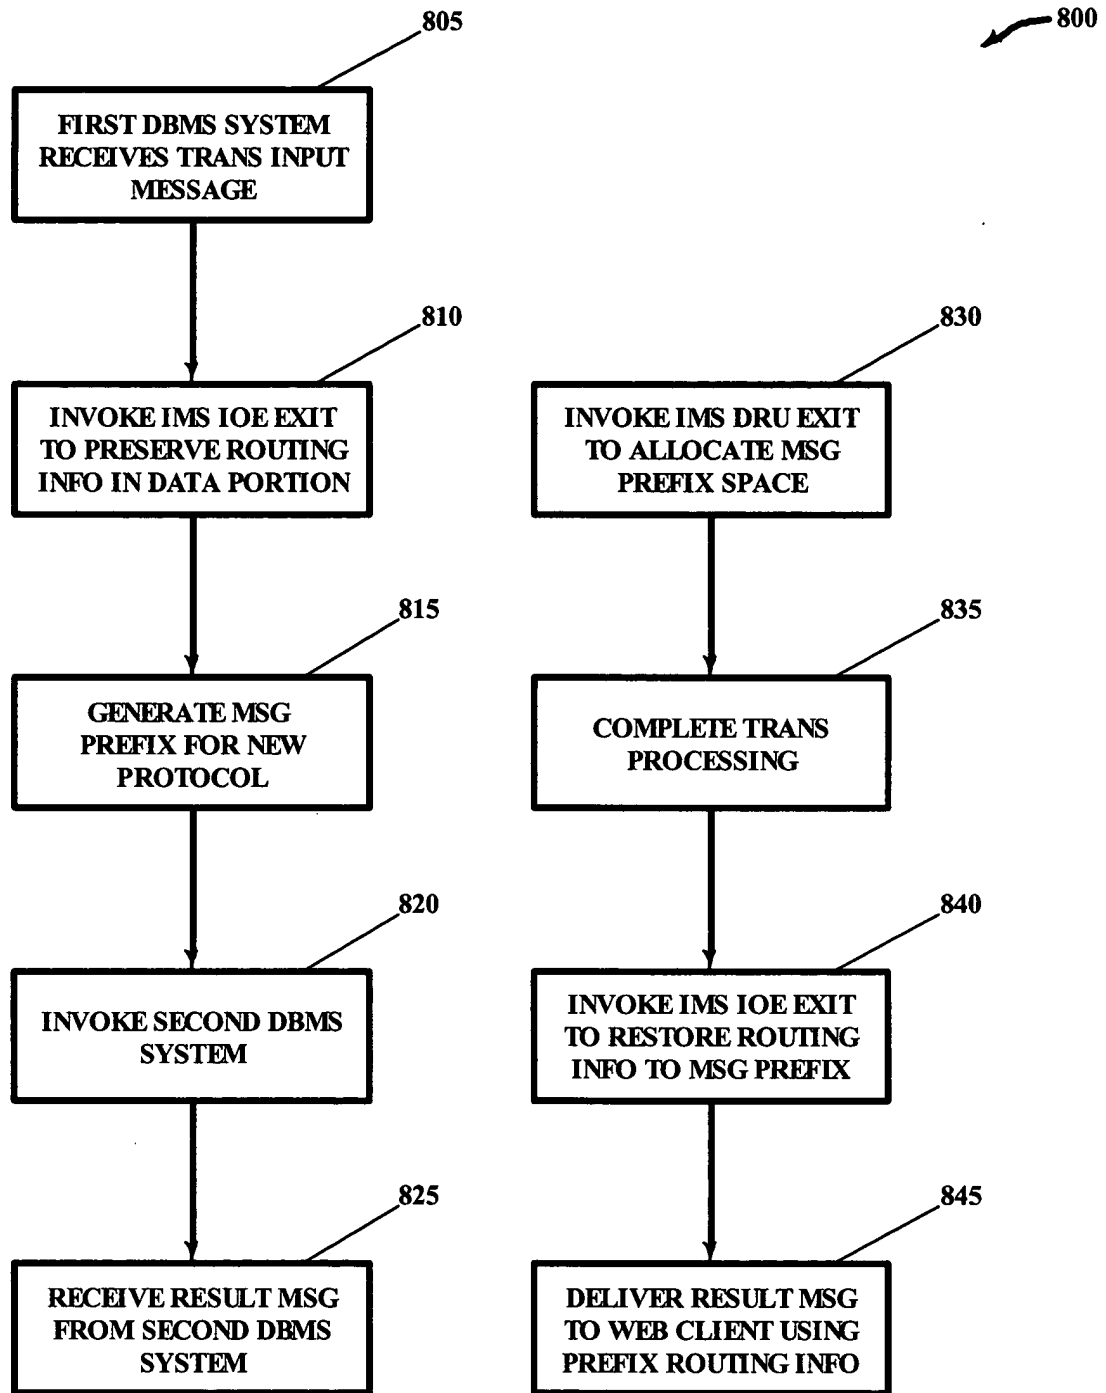 800
805
FIRST DBMS SYSTEM
RECEIVES TRANS INPUT
MESSAGE
810
INVOKE IMS IOE EXIT
TO PRESERVE ROUTING
INFO IN DATA PORTION
815
GENERATE MSG
PREFIX FOR NEW
PROTOCOL
820
INVOKE SECOND DBMS
SYSTEM
825
RECEIVE RESULT MSG
FROM SECOND DBMS
SYSTEM
830
INVOKE IMS DRU EXIT
TO ALLOCATE MSG
PREFIX SPACE
835
COMPLETE TRANS
PROCESSING
840
INVOKE IMS IOE EXIT
TO RESTORE ROUTING
INFO TO MSG PREFIX
845
DELIVER RESULT MSG
TO WEB CLIENT USING
PREFIX ROUTING INFO